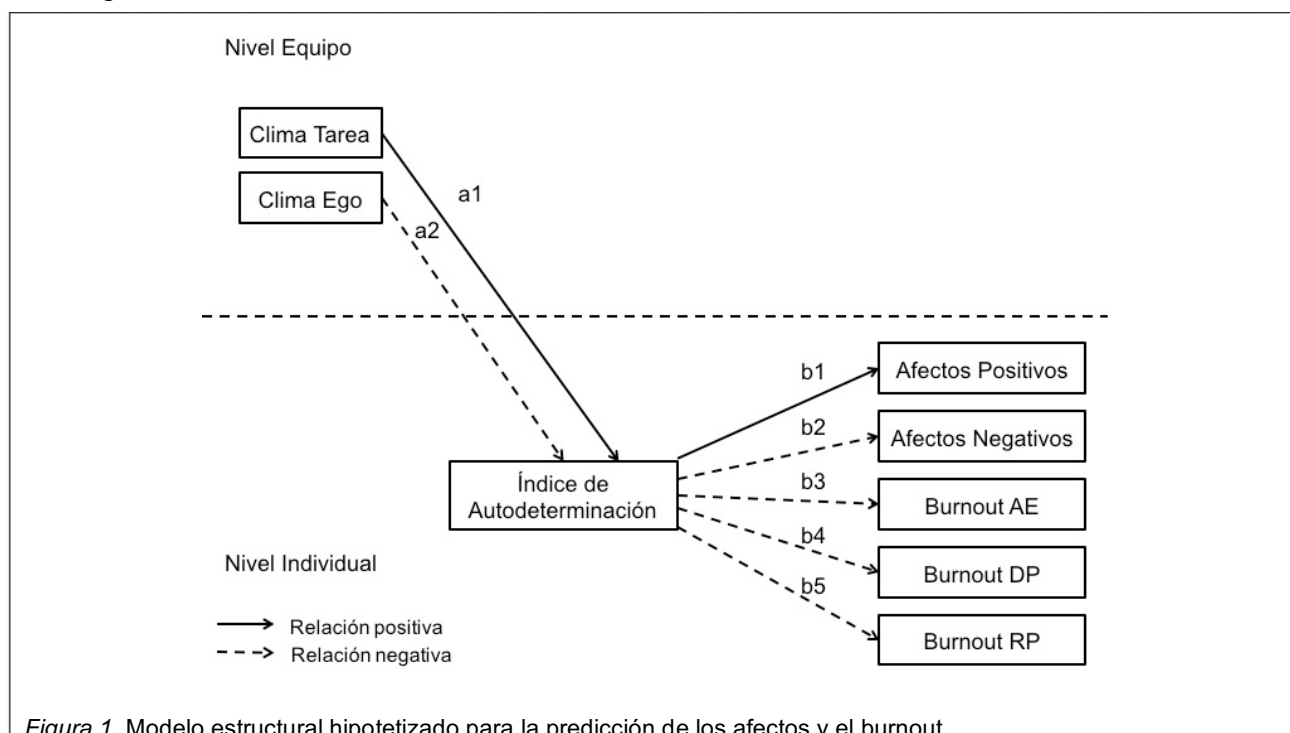 Nivel Equipo
Clima Tarea
Clima Ego
a1
a2
b1
Afectos Positivos
b2
Afectos Negativos
b3
Índice de
Autodeterminación
Burnout AE
b4
Burnout DP
Nivel Individual
b5
Burnout RP
Relación positiva
Relación negativa
Figura 1. Modelo estructural hipotetizado para la predicción de los afectos y el burnout